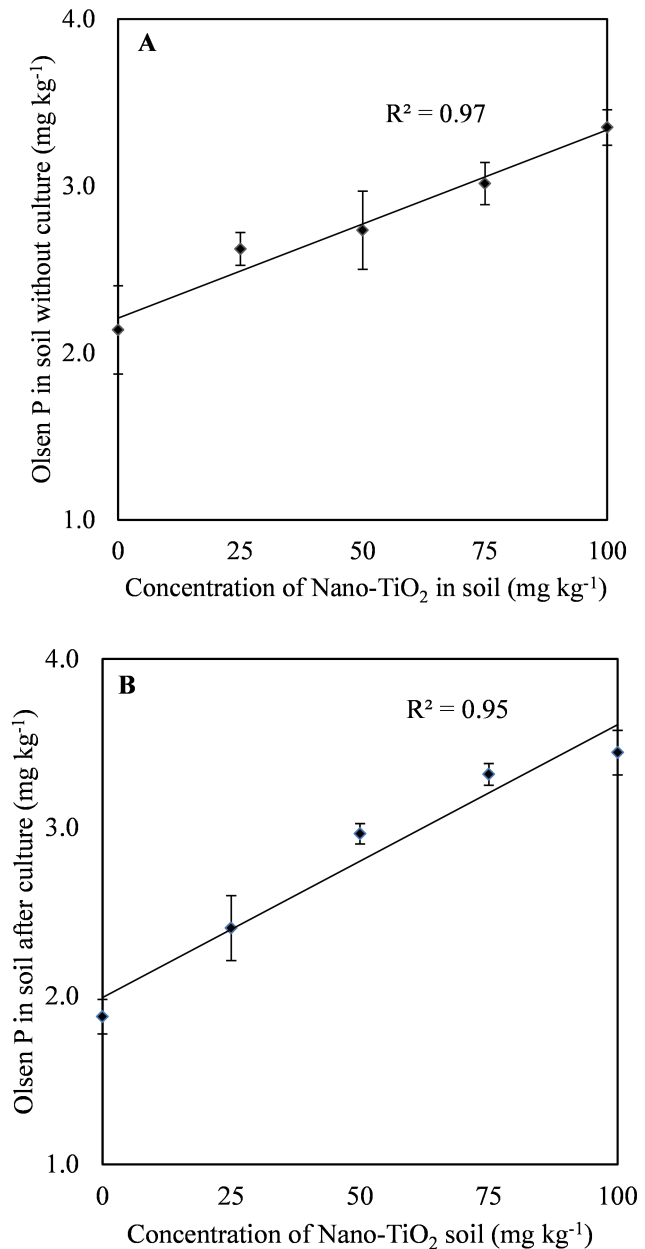 4.0
A
R² = 0.97
3.0
2.0
1.0
Olsen P in soil without culture (mg kg⁻¹)
0 25 50 75 100
Concentration of Nano-TiO₂ in soil (mg kg⁻¹)
4.0
B
R² = 0.95
3.0
2.0
1.0
Olsen P in soil after culture (mg kg⁻¹)
0 25 50 75 100
Concentration of Nano-TiO₂ soil (mg kg⁻¹)